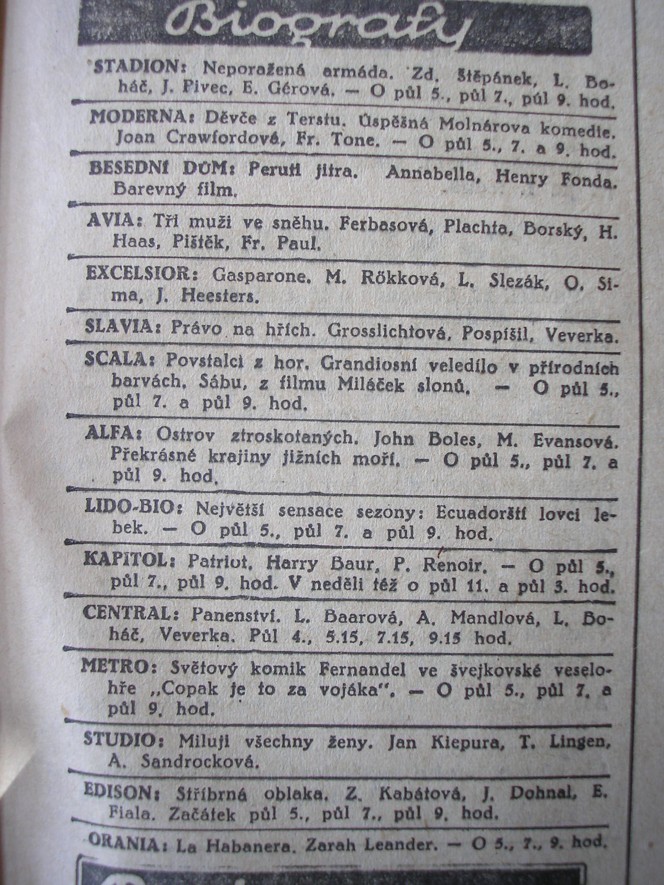 Biografy
STADION: Neporažená armáda. Zd. Štěpánek, L. Bo-
háč, J. Pivec, E. Gérová. — O půl 5., půl 7., půl 9. hod.
MODERNA: Děvče z Terstu. Úspěšná Molnárova komedie.
Joan Crawfordová, Fr. Tone. — O půl 5., 7. a 9. hod.
BESEDNÍ DŮM: Peruti jitra. Annabella, Henry Fonda.
Barevný film.
AVIA: Tři muži ve sněhu. Ferbasová, Plachta, Borský, H.
Haas, Pištěk, Fr. Paul.
EXCELSIOR: Gasparone. M. Rökková, L. Slezák, O. Si-
ma, J. Heesters.
SLAVIA: Právo na hřích. Grosslichtová, Pospíšil, Veverka.
SCALA: Povstalci z hor. Grandiosní veledílo v přírodních
barvách. Sábu, z filmu Miláček slonů. — O půl 5.,
půl 7. a půl 9. hod.
ALFA: Ostrov ztroskotaných. John Boles, M. Evansová.
Překrásné krajiny jižních moří. — O půl 5., půl 7. a
půl 9. hod.
LIDO-BIO: Největší sensace sezony: Ecuadorští lovci le-
bek. — O půl 5., půl 7. a půl 9. hod.
KAPITOL: Patriot. Harry Baur, P. Renoir. — O půl 5.,
půl 7., půl 9. hod. V neděli též o půl 11. a půl 3. hod.
CENTRAL: Panenství. L. Baarová, A. Mandlová, L. Bo-
háč, Veverka. Půl 4., 5.15, 7.15, 9.15 hod.
METRO: Světový komik Fernandel ve švejkovské veselo-
hře „Copak je to za vojáka“. — O půl 5., půl 7. a
půl 9. hod.
STUDIO: Miluji všechny ženy. Jan Kiepura, T. Lingen,
A. Sandrocková.
EDISON: Stříbrná oblaka. Z. Kabátová, J. Dohnal, E.
Fiala. Začátek půl 5., půl 7., půl 9. hod.
ORANIA: La Habanera. Zarah Leander. — O 5., 7., 9. hod.